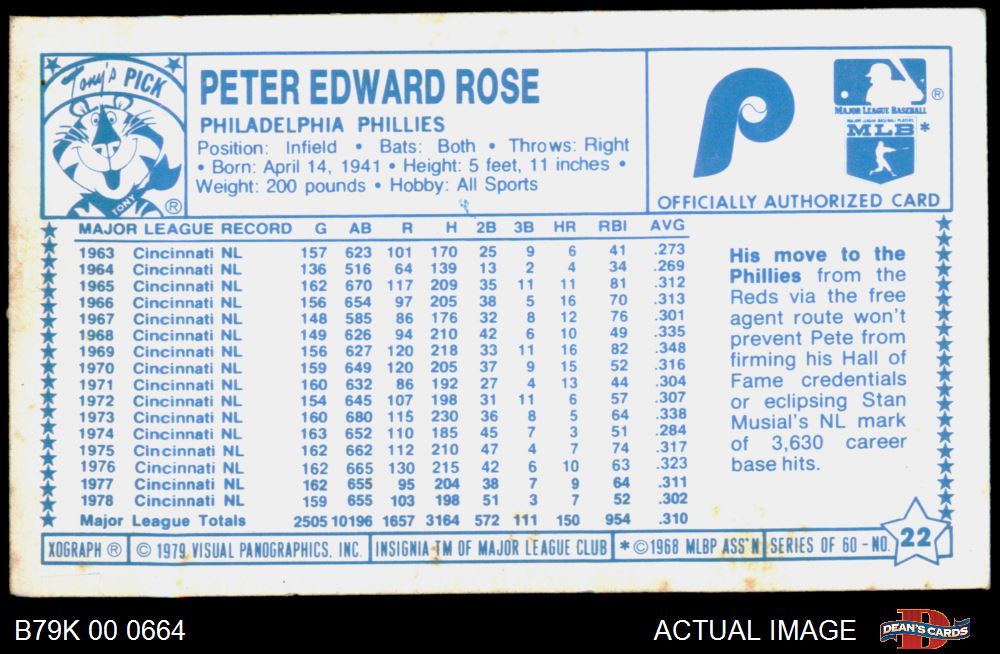 Tony's PICK
TONY
®
PETER EDWARD ROSE
PHILADELPHIA PHILLIES
Position: Infield • Bats: Both • Throws: Right
• Born: April 14, 1941 • Height: 5 feet, 11 inches •
Weight: 200 pounds • Hobby: All Sports
P
®
MAJOR LEAGUE BASEBALL
MAJOR LEAGUE BASEBALL PLAYERS
MLB *
OFFICIALLY AUTHORIZED CARD
MAJOR LEAGUE RECORD G AB R H 2B 3B HR RBI AVG
1963 Cincinnati NL 157 623 101 170 25 9 6 41 .273
1964 Cincinnati NL 136 516 64 139 13 2 4 34 .269
1965 Cincinnati NL 162 670 117 209 35 11 11 81 .312
1966 Cincinnati NL 156 654 97 205 38 5 16 70 .313
1967 Cincinnati NL 148 585 86 176 32 8 12 76 .301
1968 Cincinnati NL 149 626 94 210 42 6 10 49 .335
1969 Cincinnati NL 156 627 120 218 33 11 16 82 .348
1970 Cincinnati NL 159 649 120 205 37 9 15 52 .316
1971 Cincinnati NL 160 632 86 192 27 4 13 44 .304
1972 Cincinnati NL 154 645 107 198 31 11 6 57 .307
1973 Cincinnati NL 160 680 115 230 36 8 5 64 .338
1974 Cincinnati NL 163 652 110 185 45 7 3 51 .284
1975 Cincinnati NL 162 662 112 210 47 4 7 74 .317
1976 Cincinnati NL 162 665 130 215 42 6 10 63 .323
1977 Cincinnati NL 162 655 95 204 38 7 9 64 .311
1978 Cincinnati NL 159 655 103 198 51 3 7 52 .302
Major League Totals 2505 10196 1657 3164 572 111 150 954 .310
His move to the
Phillies from the
Reds via the free
agent route won't
prevent Pete from
firming his Hall of
Fame credentials
or eclipsing Stan
Musial's NL mark
of 3,630 career
base hits.
XOGRAPH ® © 1979 VISUAL PANOGRAPHICS, INC. INSIGNIA TM OF MAJOR LEAGUE CLUB * © 1968 MLBP ASS'N SERIES OF 60 - NO. 22
B79K 00 0664
ACTUAL IMAGE
D
DEAN'S CARDS